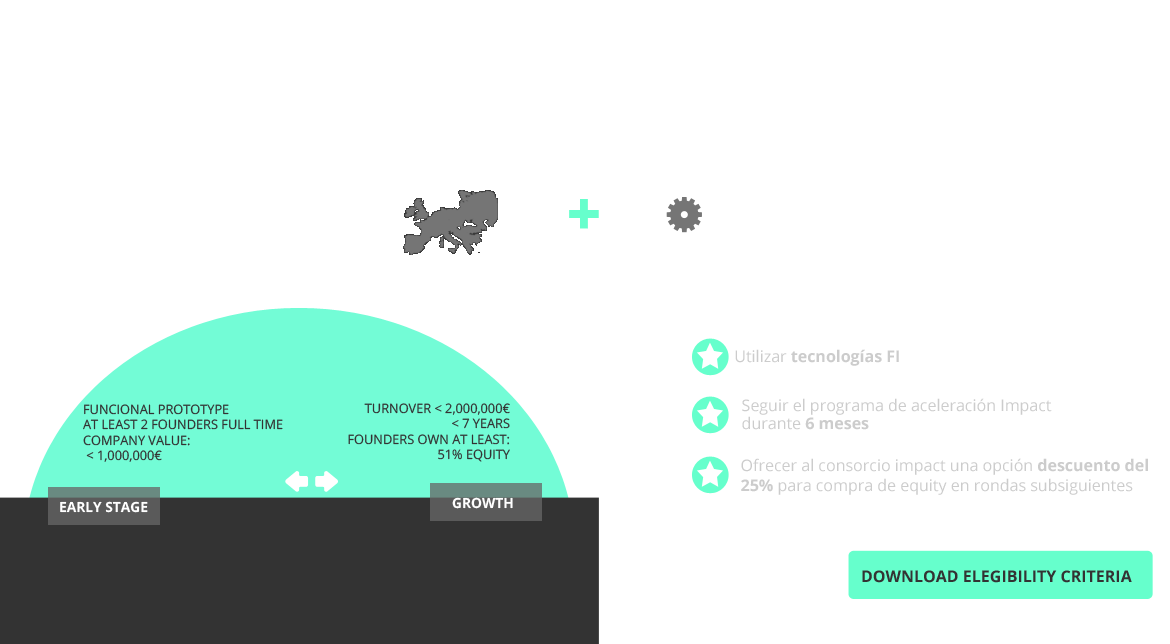 FUNCIONAL PROTOTYPE
AT LEAST 2 FOUNDERS FULL TIME
COMPANY VALUE:
< 1,000,000€
TURNOVER < 2,000,000€
< 7 YEARS
FOUNDERS OWN AT LEAST:
51% EQUITY
EARLY STAGE
GROWTH
Utilizar tecnologías FI
Seguir el programa de aceleración Impact
durante 6 meses
Ofrecer al consorcio impact una opción descuento del
25% para compra de equity en rondas subsiguientes
DOWNLOAD ELEGIBILITY CRITERIA